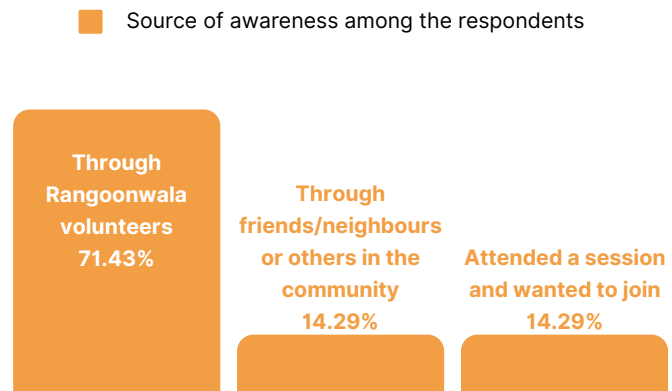 Source of awareness among the respondents
Through
Rangoonwala
volunteers
71.43%
Through
friends/neighbours
or others in the
community
14.29%
Attended a session
and wanted to join
14.29%